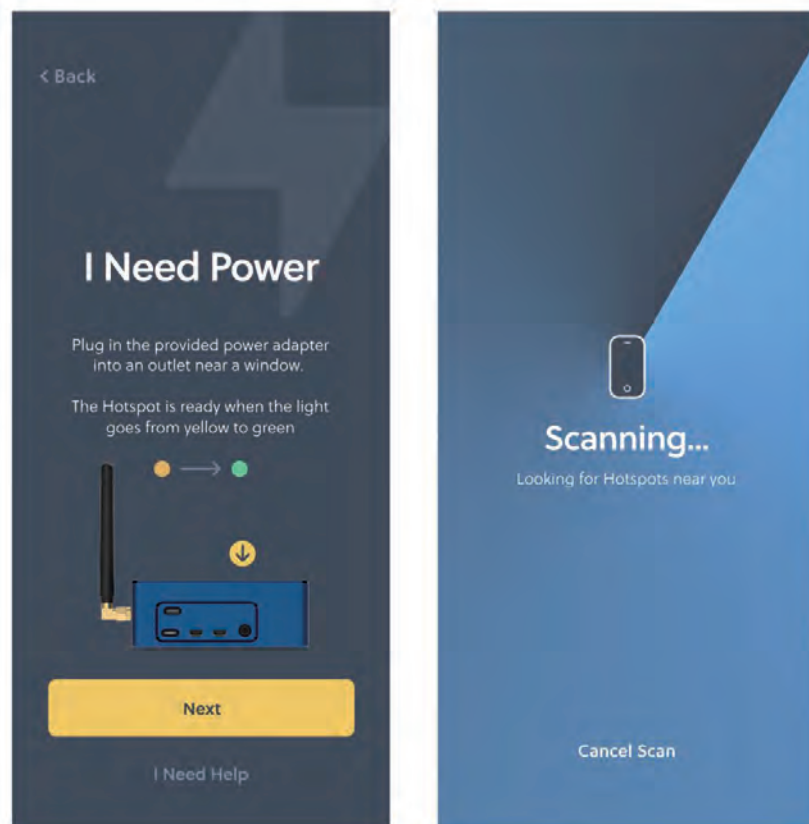 < Back
I Need Power
Plug in the provided power adapter
into an outlet near a window.
The Hotspot is ready when the light
goes from yellow to green
Next
I Need Help
Scanning...
Looking for Hotspots near you
Cancel Scan